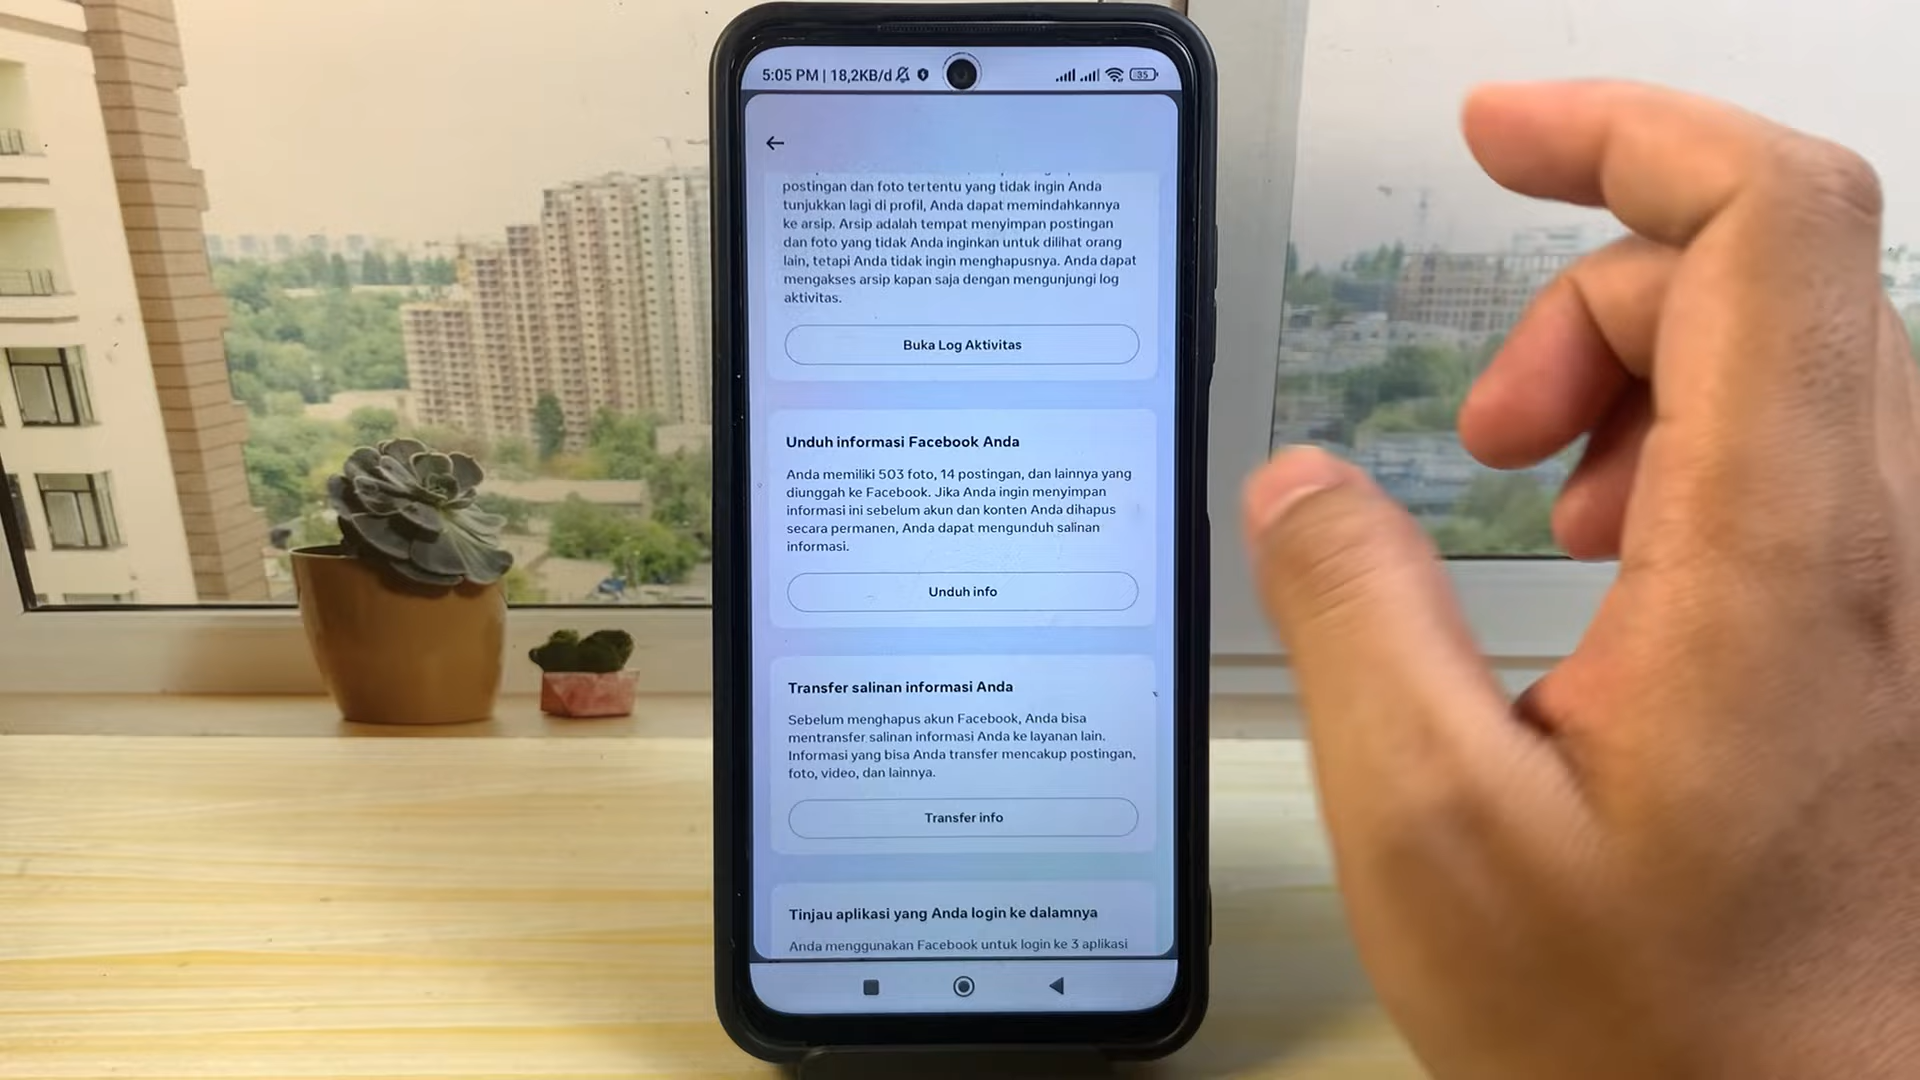 5:05 PM | 18,2KB/d
35
postingan dan foto tertentu yang tidak ingin Anda
tunjukkan lagi di profil, Anda dapat memindahkannya
ke arsip. Arsip adalah tempat menyimpan postingan
dan foto yang tidak Anda inginkan untuk dilihat orang
lain, tetapi Anda tidak ingin menghapusnya. Anda dapat
mengakses arsip kapan saja dengan mengunjungi log
aktivitas.
Buka Log Aktivitas
Unduh informasi Facebook Anda
Anda memiliki 503 foto, 14 postingan, dan lainnya yang
diunggah ke Facebook. Jika Anda ingin menyimpan
informasi ini sebelum akun dan konten Anda dihapus
secara permanen, Anda dapat mengunduh salinan
informasi.
Unduh info
Transfer salinan informasi Anda
Sebelum menghapus akun Facebook, Anda bisa
mentransfer salinan informasi Anda ke layanan lain.
Informasi yang bisa Anda transfer mencakup postingan,
foto, video, dan lainnya.
Transfer info
Tinjau aplikasi yang Anda login ke dalamnya
Anda menggunakan Facebook untuk login ke 3 aplikasi